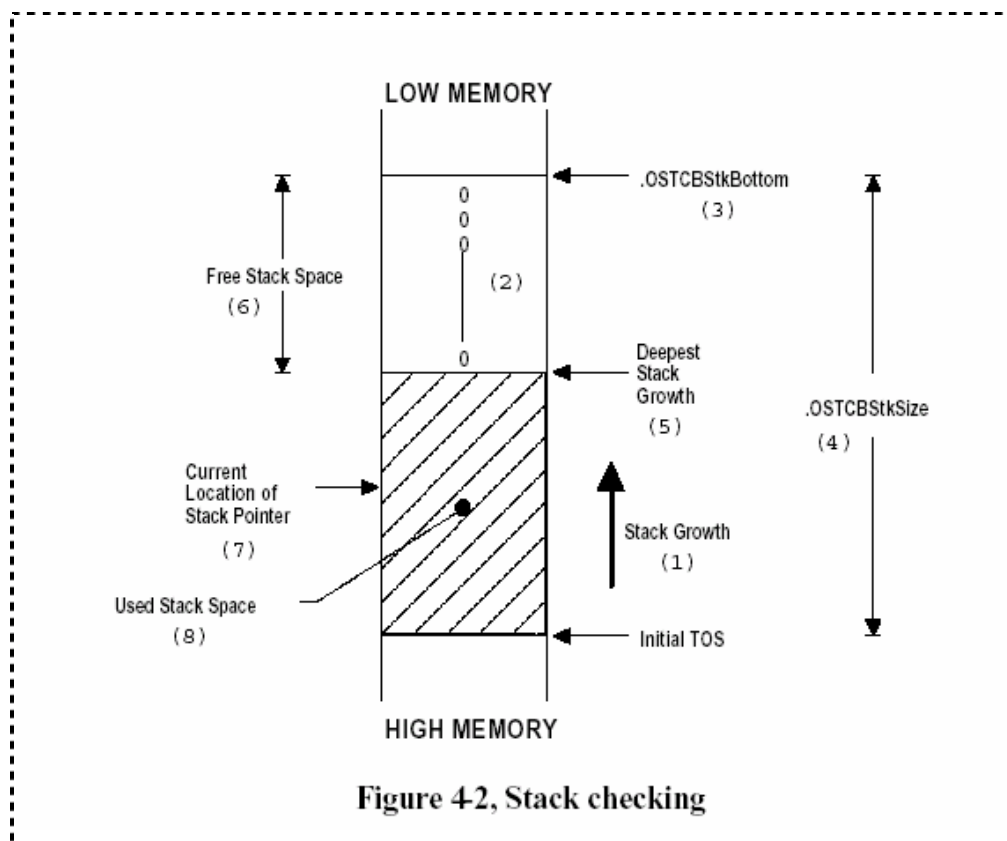 LOW MEMORY
.OSTCBStkBottom
(3)
0
0
0
(2)
Free Stack Space
(6)
0
Deepest
Stack
Growth
(5)
.OSTCBStkSize
(4)
Current
Location of
Stack Pointer
(7)
Stack Growth
(1)
Used Stack Space
(8)
Initial TOS
HIGH MEMORY
Figure 4-2, Stack checking